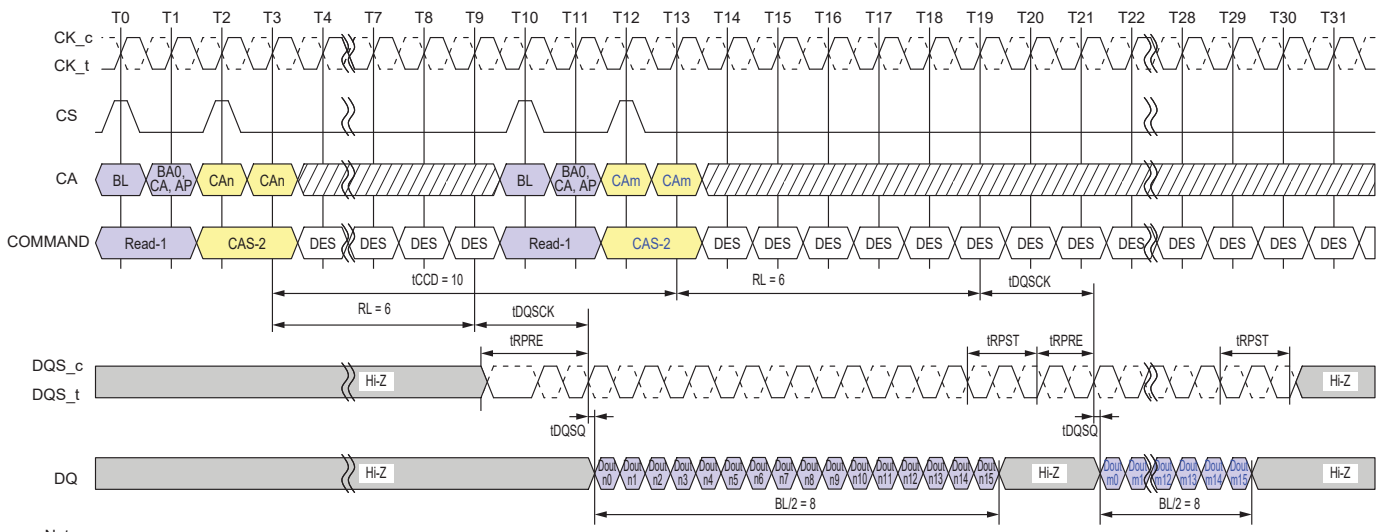 T0 T1 T2 T3 T4 T7 T8 T9 T10 T11 T12 T13 T14 T15 T16 T17 T18 T19 T20 T21 T22 T28 T29 T30 T31
CK_c
CK_t
CS
CA BL BA0, CA, AP CAn CAn BL BA0, CA, AP CAm CAm
COMMAND Read-1 CAS-2 DES DES DES DES Read-1 CAS-2 DES DES DES DES DES DES DES DES DES DES DES DES DES
tCCD = 10 RL = 6 tDQSCK
RL = 6 tDQSCK
tRPRE tRPST tRPRE tRPST
DQS_c
DQS_t
Hi-Z Hi-Z
tDQSQ tDQSQ
DQ Hi-Z Dout n0 Dout n1 Dout n2 Dout n3 Dout n4 Dout n5 Dout n6 Dout n7 Dout n8 Dout n9 Dout n10 Dout n11 Dout n12 Dout n13 Dout n14 Dout n15 Hi-Z Dout m0 Dout m1 Dout m12 Dout m13 Dout m14 Dout m15 Hi-Z
BL/2 = 8 BL/2 = 8